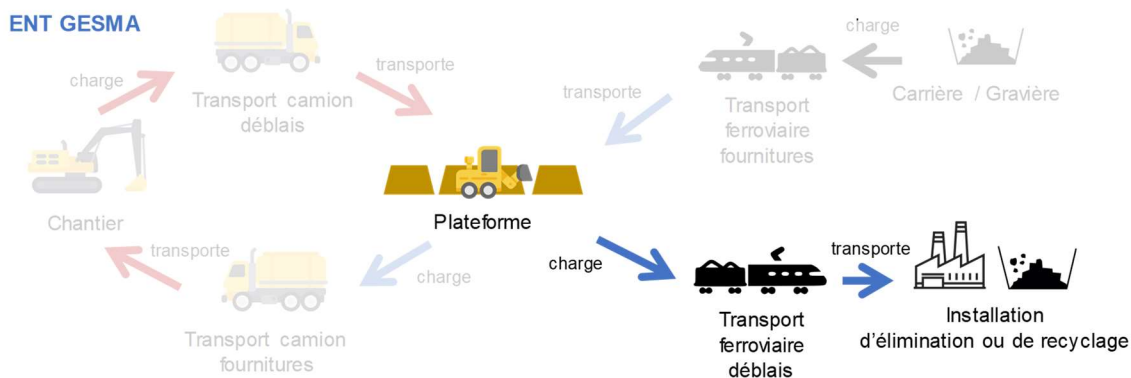 ENT GESMA
charge
Transport camion
déblais
transporte
transporte
Transport
ferroviaire
fournitures
charge
Carrière / Gravière
Chantier
Plateforme
transporte
Transport camion
fournitures
charge
charge
Transport
ferroviaire
déblais
transporte
Installation
d'élimination ou de recyclage